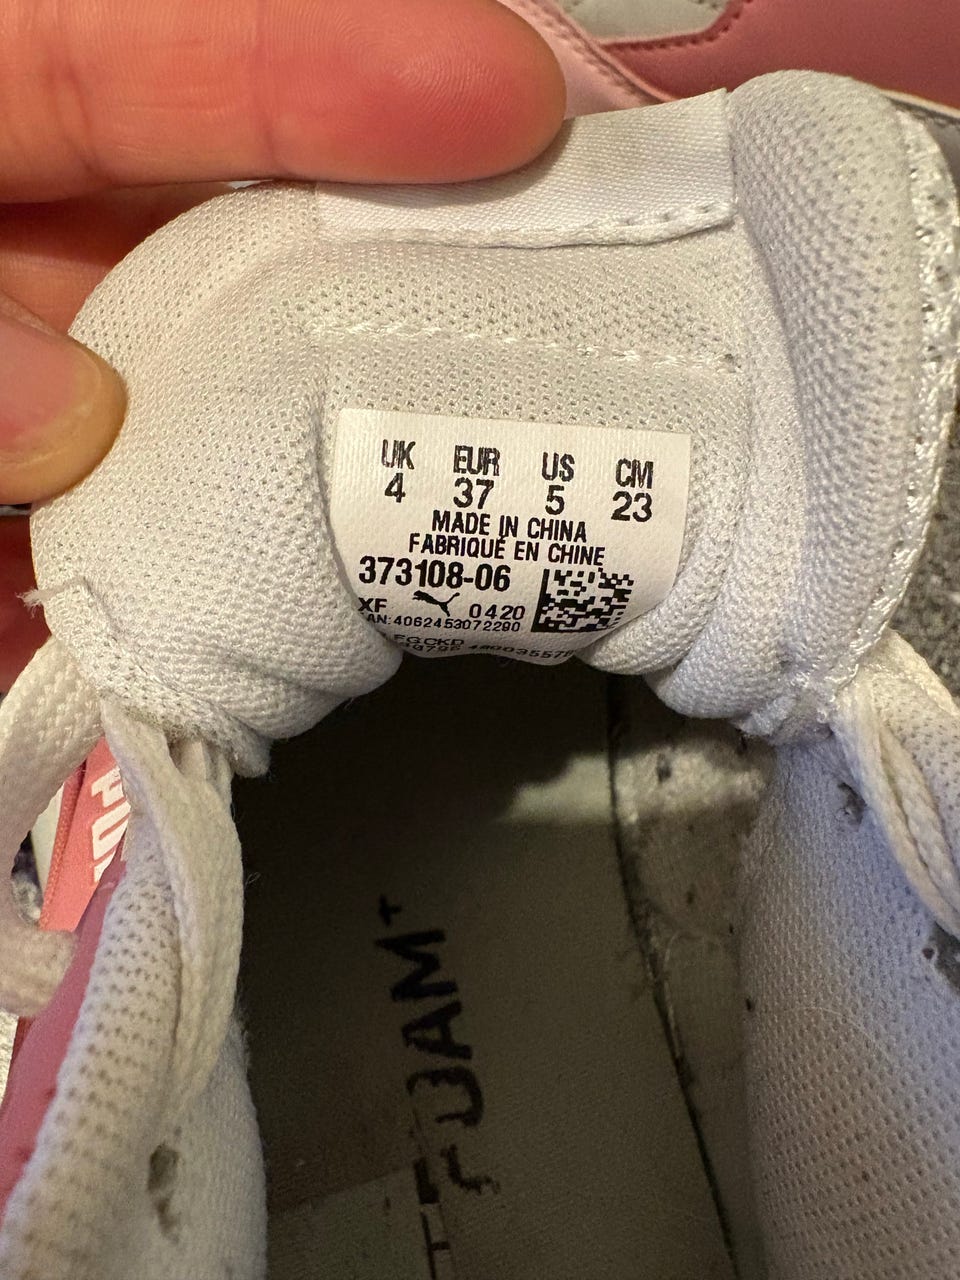 UK EUR US CM
4 37 5 23
MADE IN CHINA
FABRIQUÉ EN CHINE
373108-06
XF 0420
EAN:4062453072290
FOAM+